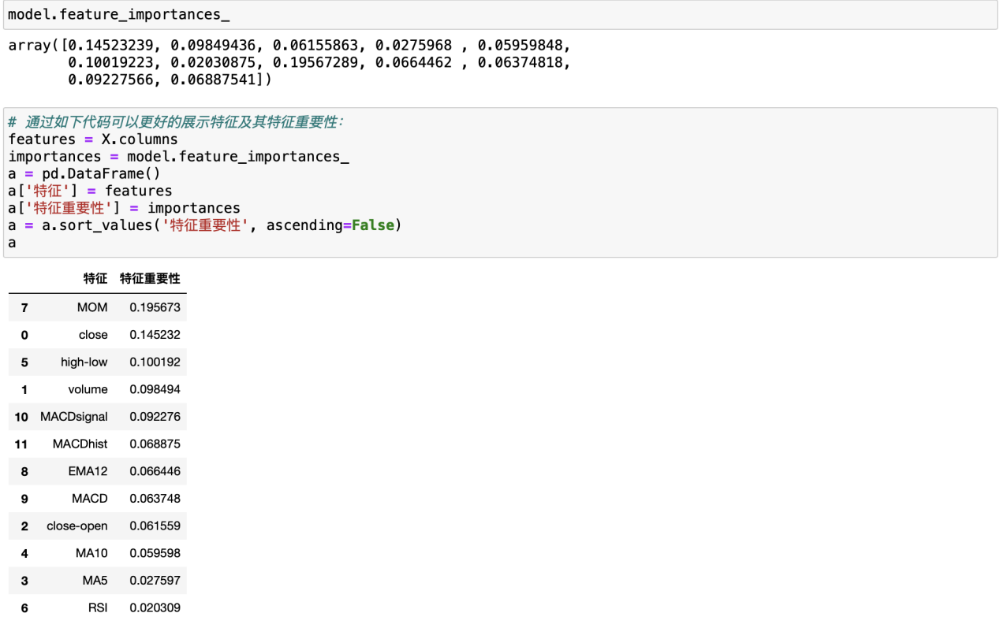 model.feature_importances_
array([0.14523239, 0.09849436, 0.06155863, 0.0275968 , 0.05959848,
       0.10019223, 0.02030875, 0.19567289, 0.0664462 , 0.06374818,
       0.09227566, 0.06887541])
# 通过如下代码可以更好的展示特征及其特征重要性：
features = X.columns
importances = model.feature_importances_
a = pd.DataFrame()
a['特征'] = features
a['特征重要性'] = importances
a = a.sort_values('特征重要性', ascending=False)
a
特征 特征重要性
7 MOM 0.195673
0 close 0.145232
5 high-low 0.100192
1 volume 0.098494
10 MACDsignal 0.092276
11 MACDhist 0.068875
8 EMA12 0.066446
9 MACD 0.063748
2 close-open 0.061559
4 MA10 0.059598
3 MA5 0.027597
6 RSI 0.020309